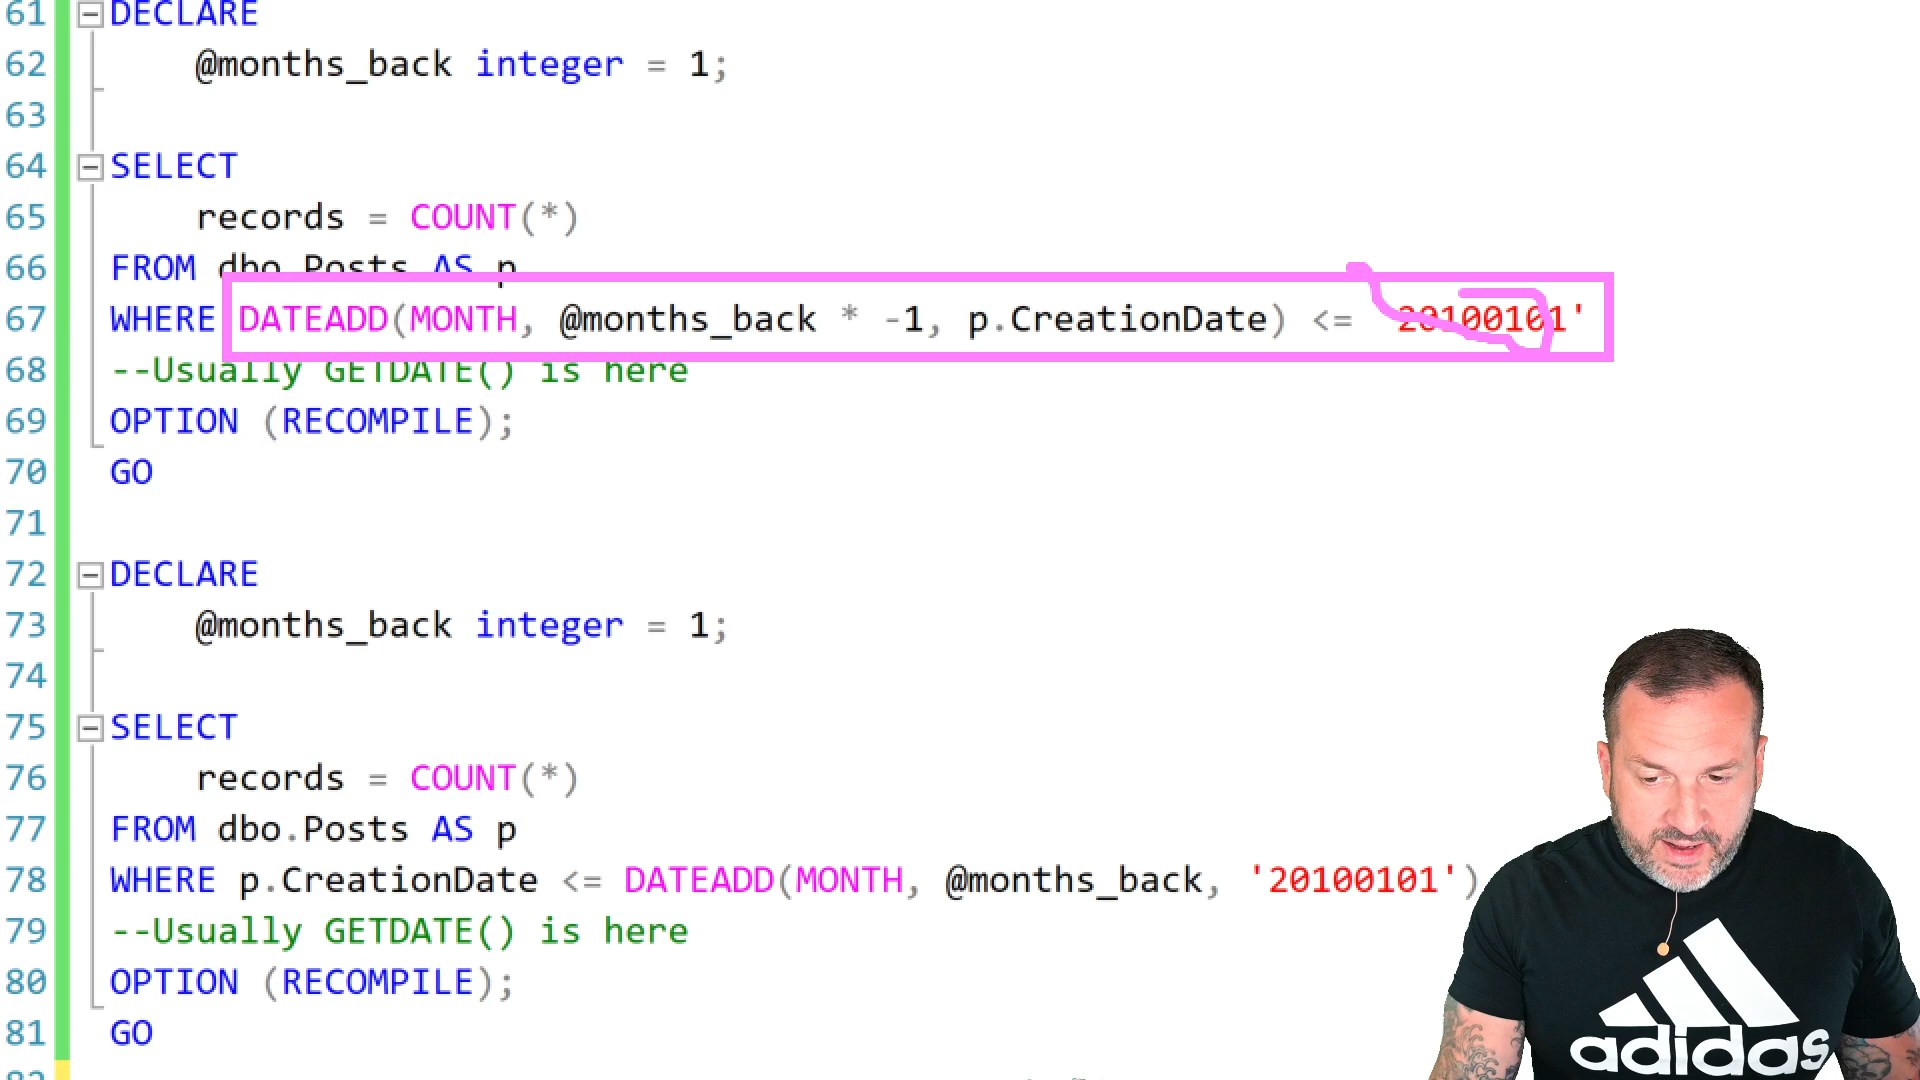 61 DECLARE
62 @months_back integer = 1;
63
64 SELECT
65 records = COUNT(*)
66 FROM dbo.Posts AS p
67 WHERE DATEADD(MONTH, @months_back * -1, p.CreationDate) <= '20100101'
68 --Usually GETDATE() is here
69 OPTION (RECOMPILE);
70 GO
71
72 DECLARE
73 @months_back integer = 1;
74
75 SELECT
76 records = COUNT(*)
77 FROM dbo.Posts AS p
78 WHERE p.CreationDate <= DATEADD(MONTH, @months_back, '20100101')
79 --Usually GETDATE() is here
80 OPTION (RECOMPILE);
81 GO
adidas